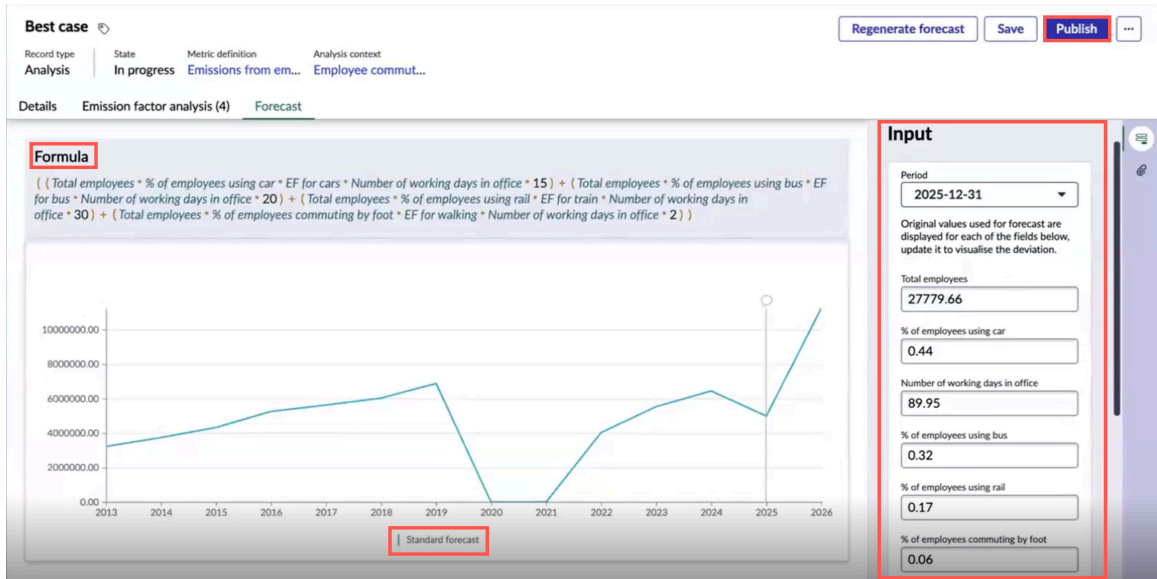 Best case
Regenerate forecast
Save
Publish
...
Record type
State
Metric definition
Analysis context
Analysis
In progress
Emissions from em...
Employee commut...
Details
Emission factor analysis (4)
Forecast
Formula
( ( Total employees * % of employees using car * EF for cars * Number of working days in office * 15 ) + ( Total employees * % of employees using bus * EF
for bus * Number of working days in office * 20 ) + ( Total employees * % of employees using rail * EF for train * Number of working days in
office * 30 ) + ( Total employees * % of employees commuting by foot * EF for walking * Number of working days in office * 2 ) )
10000000.00
8000000.00
6000000.00
4000000.00
2000000.00
0.00
2013 2014 2015 2016 2017 2018 2019 2020 2021 2022 2023 2024 2025 2026
Standard forecast
Input
Period
2025-12-31
Original values used for forecast are
displayed for each of the fields below,
update it to visualise the deviation.
Total employees
27779.66
% of employees using car
0.44
Number of working days in office
89.95
% of employees using bus
0.32
% of employees using rail
0.17
% of employees commuting by foot
0.06